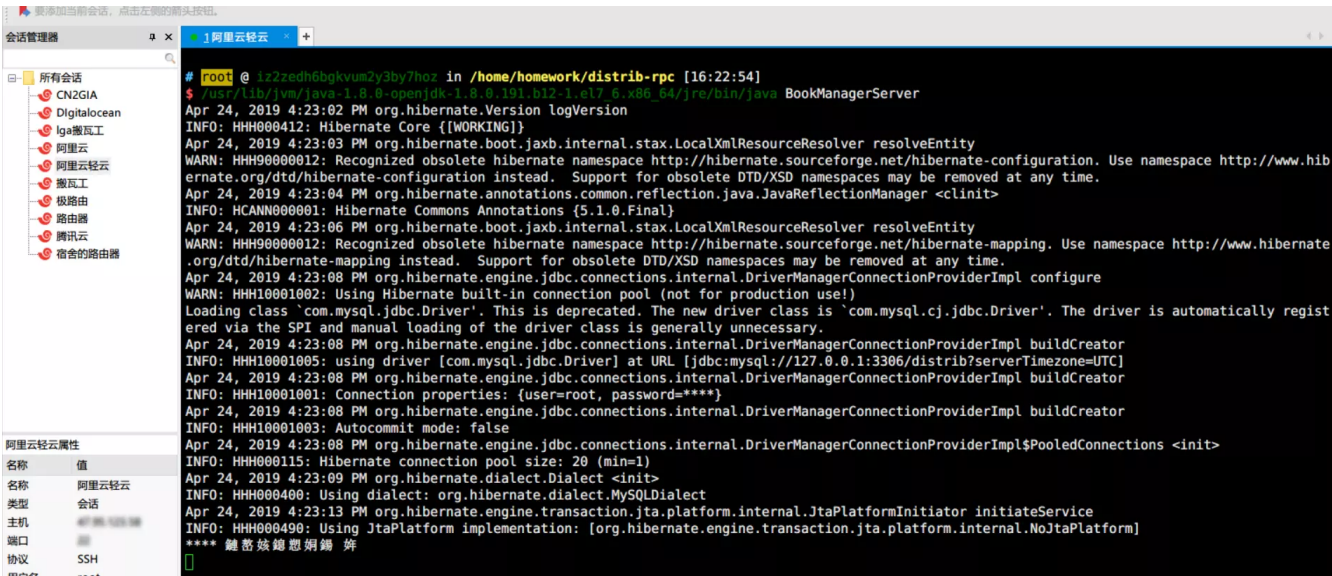 要添加当前会话，点击左侧的箭头按钮。
会话管理器
1 阿里云轻云
所有会话
CN2GIA
DIgitalocean
lga搬瓦工
阿里云
阿里云轻云
搬瓦工
极路由
路由器
腾讯云
宿舍的路由器
阿里云轻云属性
名称 值
名称 阿里云轻云
类型 会话
主机
端口
协议 SSH
# root @ iz2zedh6bgkvum2y3by7hoz in /home/homework/distrib-rpc [16:22:54]
$ /usr/lib/jvm/java-1.8.0-openjdk-1.8.0.191.b12-1.el7_6.x86_64/jre/bin/java BookManagerServer
Apr 24, 2019 4:23:02 PM org.hibernate.Version logVersion
INFO: HHH000412: Hibernate Core {[WORKING]}
Apr 24, 2019 4:23:03 PM org.hibernate.boot.jaxb.internal.stax.LocalXmlResourceResolver resolveEntity
WARN: HHH90000012: Recognized obsolete hibernate namespace http://hibernate.sourceforge.net/hibernate-configuration. Use namespace http://www.hib
ernate.org/dtd/hibernate-configuration instead.  Support for obsolete DTD/XSD namespaces may be removed at any time.
Apr 24, 2019 4:23:04 PM org.hibernate.annotations.common.reflection.java.JavaReflectionManager <clinit>
INFO: HCANN000001: Hibernate Commons Annotations {5.1.0.Final}
Apr 24, 2019 4:23:06 PM org.hibernate.boot.jaxb.internal.stax.LocalXmlResourceResolver resolveEntity
WARN: HHH90000012: Recognized obsolete hibernate namespace http://hibernate.sourceforge.net/hibernate-mapping. Use namespace http://www.hibernate
.org/dtd/hibernate-mapping instead.  Support for obsolete DTD/XSD namespaces may be removed at any time.
Apr 24, 2019 4:23:08 PM org.hibernate.engine.jdbc.connections.internal.DriverManagerConnectionProviderImpl configure
WARN: HHH10001002: Using Hibernate built-in connection pool (not for production use!)
Loading class `com.mysql.jdbc.Driver'. This is deprecated. The new driver class is `com.mysql.cj.jdbc.Driver'. The driver is automatically regist
ered via the SPI and manual loading of the driver class is generally unnecessary.
Apr 24, 2019 4:23:08 PM org.hibernate.engine.jdbc.connections.internal.DriverManagerConnectionProviderImpl buildCreator
INFO: HHH10001005: using driver [com.mysql.jdbc.Driver] at URL [jdbc:mysql://127.0.0.1:3306/distrib?serverTimezone=UTC]
Apr 24, 2019 4:23:08 PM org.hibernate.engine.jdbc.connections.internal.DriverManagerConnectionProviderImpl buildCreator
INFO: HHH10001001: Connection properties: {user=root, password=****}
Apr 24, 2019 4:23:08 PM org.hibernate.engine.jdbc.connections.internal.DriverManagerConnectionProviderImpl buildCreator
INFO: HHH10001003: Autocommit mode: false
Apr 24, 2019 4:23:08 PM org.hibernate.engine.jdbc.connections.internal.DriverManagerConnectionProviderImpl$PooledConnections <init>
INFO: HHH000115: Hibernate connection pool size: 20 (min=1)
Apr 24, 2019 4:23:09 PM org.hibernate.dialect.Dialect <init>
INFO: HHH000400: Using dialect: org.hibernate.dialect.MySQLDialect
Apr 24, 2019 4:23:13 PM org.hibernate.engine.transaction.jta.platform.internal.JtaPlatformInitiator initiateService
INFO: HHH000490: Using JtaPlatform implementation: [org.hibernate.engine.transaction.jta.platform.internal.NoJtaPlatform]
****